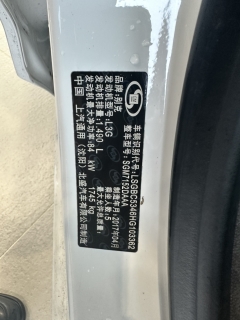 品牌：别克
车辆识别代号：LSGBC5346HG103362
发动机型号：L3G
整车型号：SGM7152DAAA
发动机排量：1.490 L
制造年月：2017年04月
发动机最大净功率：84 kW
乘坐人数：5
最大允许总质量：1745 kg
中国 上汽通用（沈阳）北盛汽车有限公司制造